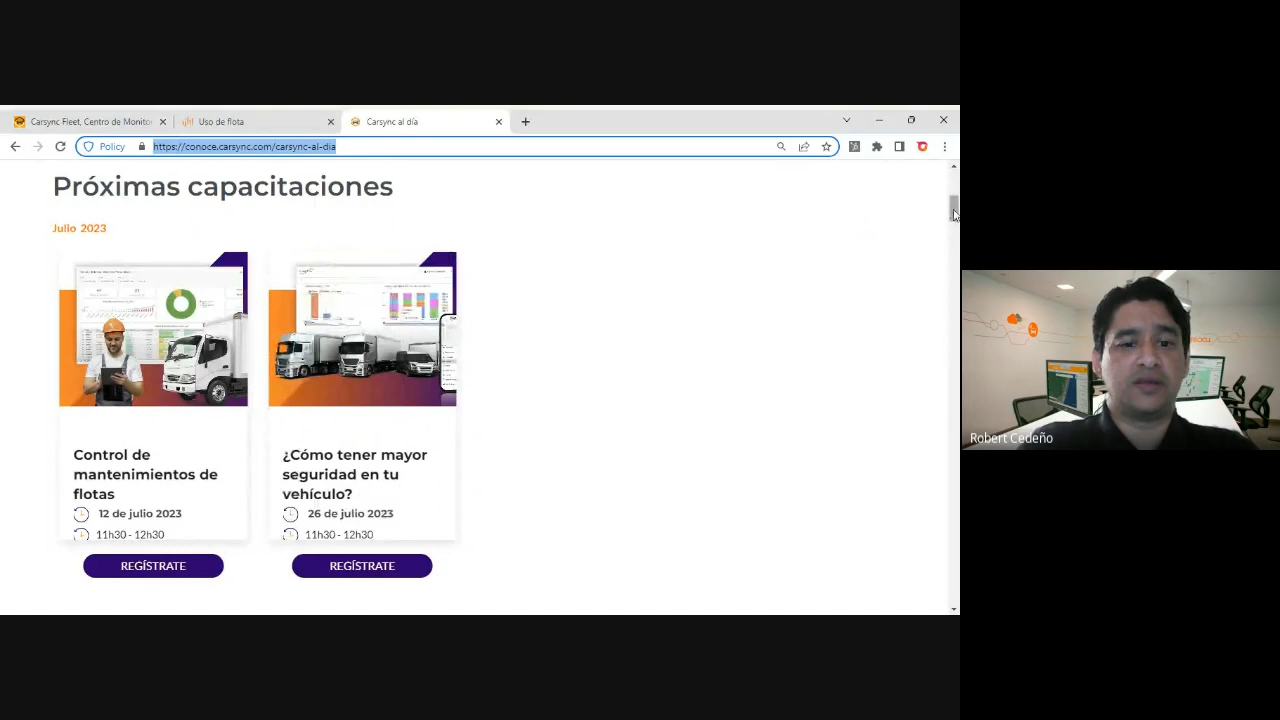 Carsync Fleet, Centro de Monitor
Uso de flota
Carsync al día
Policy
https://conoce.carsync.com/carsync-al-dia
Próximas capacitaciones
Julio 2023
Control de
mantenimientos de
flotas
12 de julio 2023
11h30 - 12h30
REGÍSTRATE
¿Cómo tener mayor
seguridad en tu
vehículo?
26 de julio 2023
11h30 - 12h30
REGÍSTRATE
Robert Cedeño